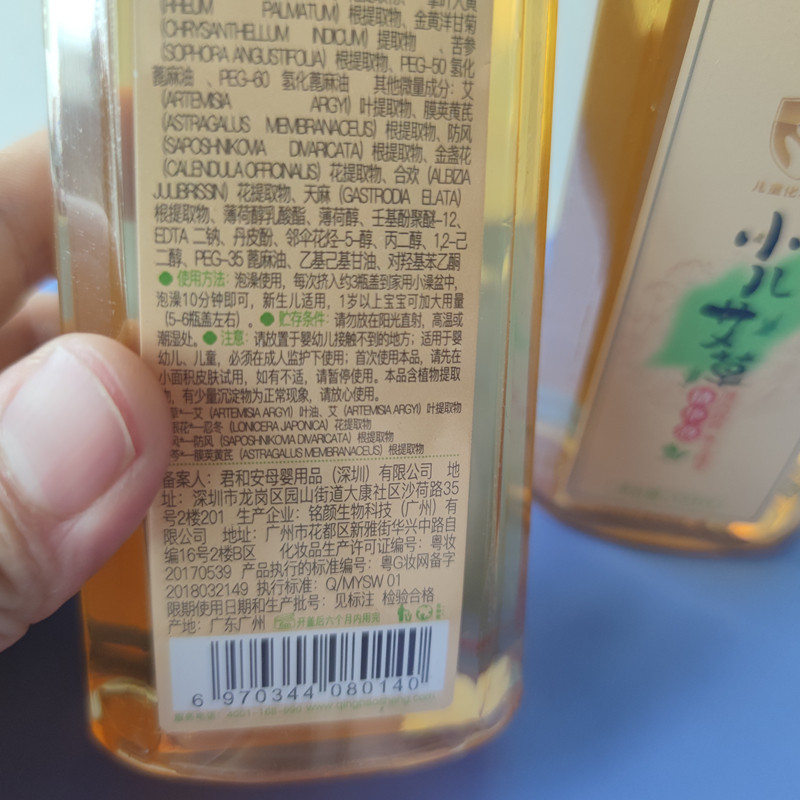 (RHEUM PALMATUM) 根提取物、金黄洋甘菊
(CHRYSANTHELLUM INDICUM) 提取物 、苦参
(SOPHORA ANGUSTIFOLIA) 根提取物、PEG-50 氢化
蓖麻油 、PEG-60 氢化蓖麻油 其他微量成分：艾
(ARTEMISIA ARGYI) 叶提取物、膜荚黄芪
(ASTRAGALUS MEMBRANACEUS) 根提取物、防风
(SAPOSHNIKOVIA DIVARICATA) 根提取物、金盏花
(CALENDULA OFFICINALIS) 花提取物、合欢 (ALBIZIA
JULIBRISSIN) 花提取物、天麻 (GASTRODIA ELATA)
根提取物、薄荷醇乳酸酯、薄荷醇、壬基酚聚醚-12、
EDTA 二钠、丹皮酚、邻伞花烃-5-醇、丙二醇、1,2-己
二醇、PEG-35 蓖麻油、乙基己基甘油、对羟基苯乙酮
● 使用方法：泡澡使用，每次挤入约3瓶盖到家用小澡盆中，
泡澡10分钟即可，新生儿适用，1岁以上宝宝可加大用量
（5-6瓶盖左右）。● 贮存条件：请勿放在阳光直射，高温或
潮湿处。● 注意：请放置于婴幼儿接触不到的地方；适用于婴
幼儿、儿童，必须在成人监护下使用；首次使用本品，请先在
小面积皮肤试用，如有不适，请暂停使用。本品含植物提取
物，有少量沉淀物为正常现象，请放心使用。
草*—艾 (ARTEMISIA ARGYI) 叶油、艾 (ARTEMISIA ARGYI) 叶提取物
银花*—忍冬 (LONICERA JAPONICA) 花提取物
风*—防风 (SAPOSHNIKOVIA DIVARICATA) 根提取物
*—膜荚黄芪 (ASTRAGALUS MEMBRANACEUS) 根提取物
备案人：君和安母婴用品（深圳）有限公司 地
址：深圳市龙岗区园山街道大康社区沙荷路35
号2楼201 生产企业：铭颜生物科技（广州）有
限公司 地址：广州市花都区新雅街华兴中路自
编16号2楼B区 化妆品生产许可证编号：粤妆
20170539 产品执行的标准编号：粤G妆网备字
2018032149 执行标准：Q/MYSW 01
限期使用日期和生产批号：见标注 检验合格
产地：广东广州 开盖后六个月内用完
6 970344 080140
儿童化
小儿
艾草